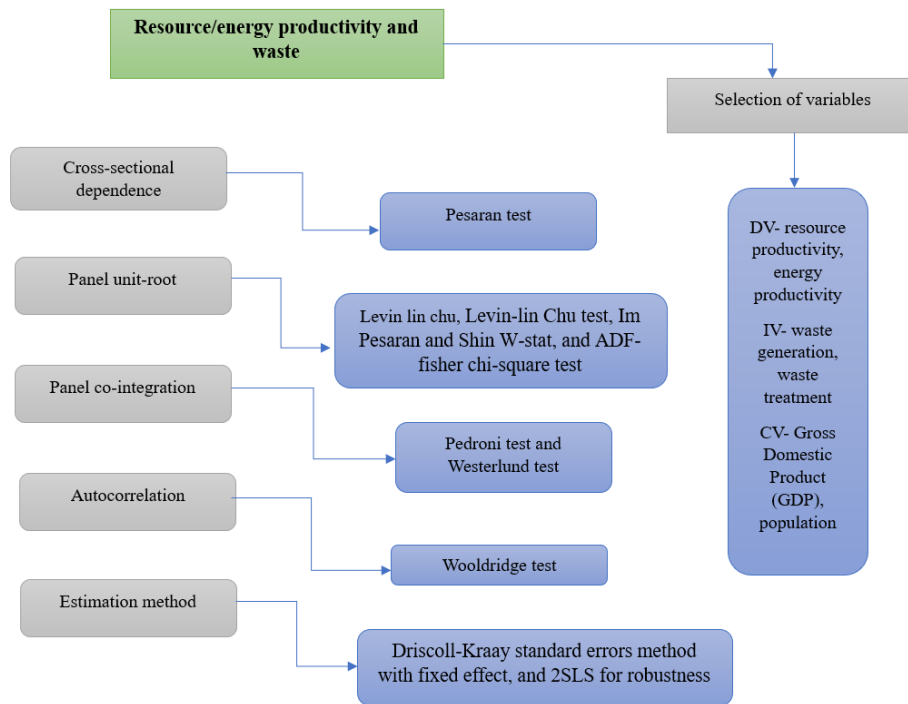 Resource/energy productivity and
waste
Selection of variables
Cross-sectional
dependence
Pesaran test
DV- resource
productivity,
energy
productivity
IV- waste
generation,
waste
treatment
CV- Gross
Domestic
Product
(GDP),
population
Panel unit-root
Levin lin chu, Levin-lin Chu test, Im
Pesaran and Shin W-stat, and ADF-
fisher chi-square test
Panel co-integration
Pedroni test and
Westerlund test
Autocorrelation
Wooldridge test
Estimation method
Driscoll-Kraay standard errors method
with fixed effect, and 2SLS for robustness